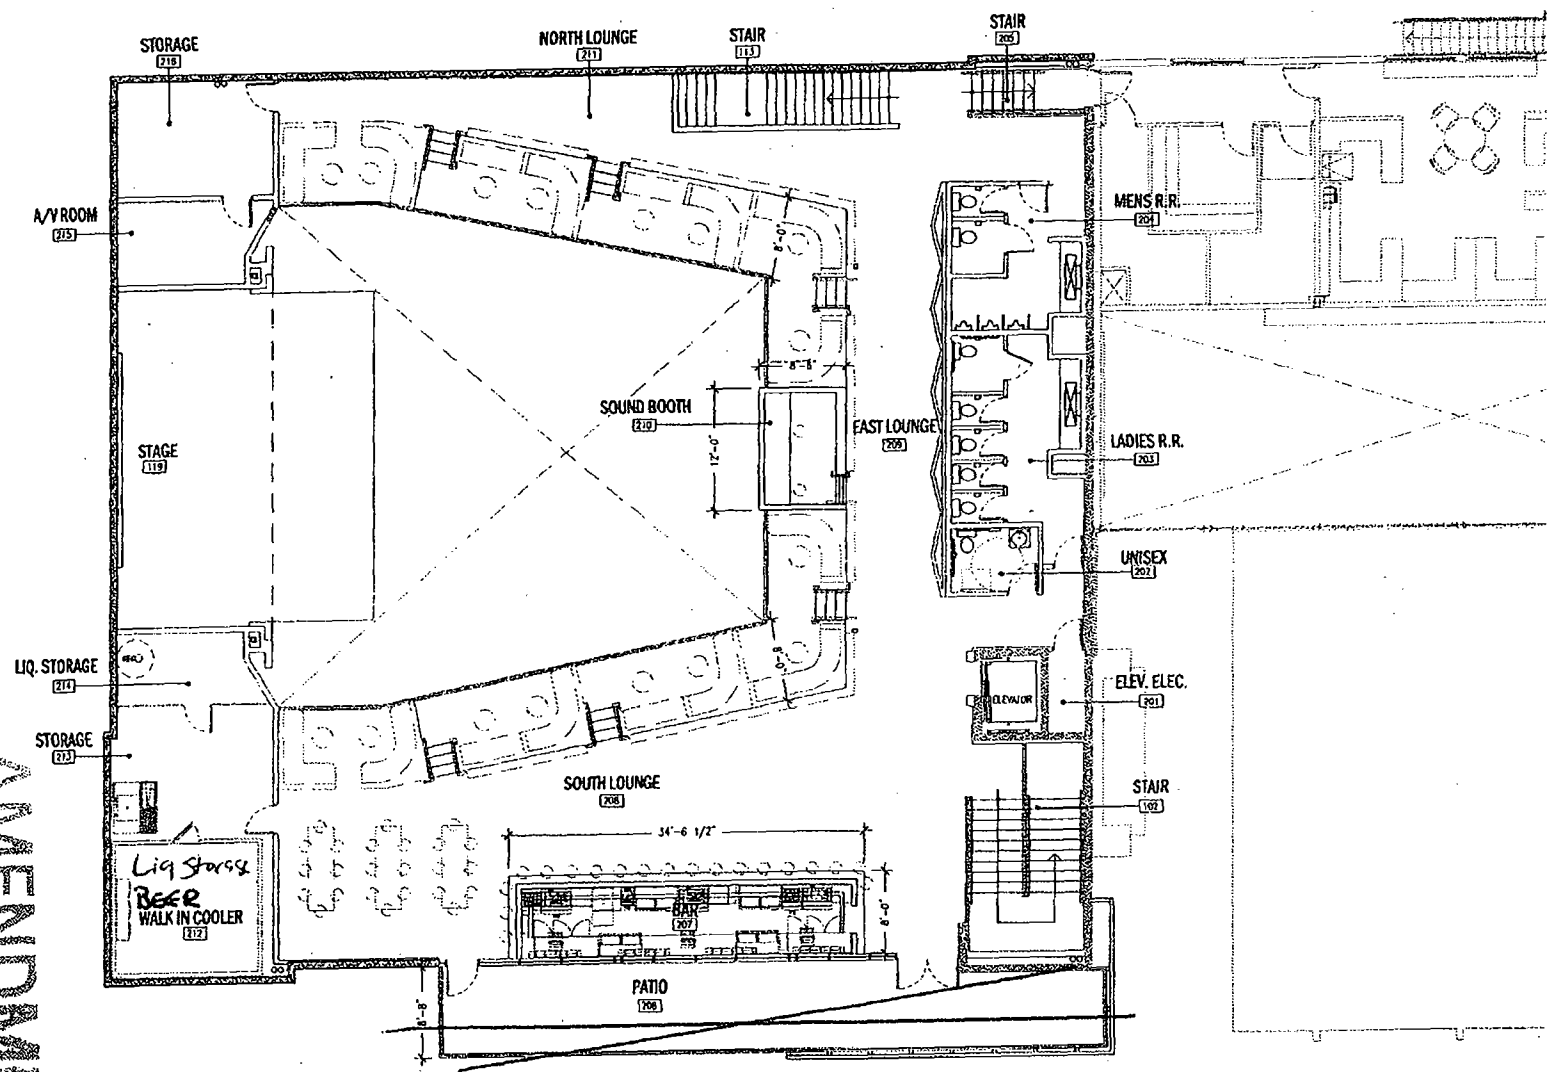 STORAGE
216
NORTH LOUNGE
211
STAIR
113
STAIR
205
A/V ROOM
215
MENS R.R.
204
8'-0"
8'-6"
SOUND BOOTH
210
12'-0"
EAST LOUNGE
209
STAGE
119
LADIES R.R.
203
UNISEX
202
LIQ. STORAGE
214
8'-0"
ELEVATOR
ELEV. ELEC.
201
STORAGE
213
SOUTH LOUNGE
208
STAIR
102
34'-6 1/2"
Liq Storage
BEER
WALK IN COOLER
212
BAR
207
8'-0"
PATIO
206
8'-8"